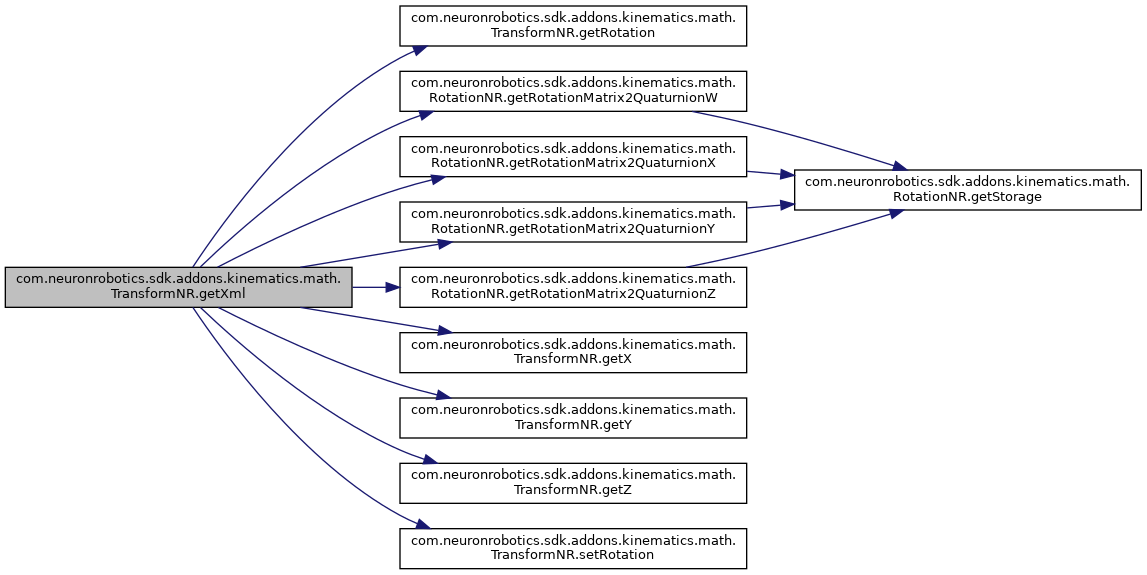 com.neuronrobotics.sdk.addons.kinematics.math.
TransformNR.getRotation
com.neuronrobotics.sdk.addons.kinematics.math.
RotationNR.getRotationMatrix2QuaturnionW
com.neuronrobotics.sdk.addons.kinematics.math.
RotationNR.getRotationMatrix2QuaturnionX
com.neuronrobotics.sdk.addons.kinematics.math.
RotationNR.getStorage
com.neuronrobotics.sdk.addons.kinematics.math.
RotationNR.getRotationMatrix2QuaturnionY
com.neuronrobotics.sdk.addons.kinematics.math.
TransformNR.getXml
com.neuronrobotics.sdk.addons.kinematics.math.
RotationNR.getRotationMatrix2QuaturnionZ
com.neuronrobotics.sdk.addons.kinematics.math.
TransformNR.getX
com.neuronrobotics.sdk.addons.kinematics.math.
TransformNR.getY
com.neuronrobotics.sdk.addons.kinematics.math.
TransformNR.getZ
com.neuronrobotics.sdk.addons.kinematics.math.
TransformNR.setRotation